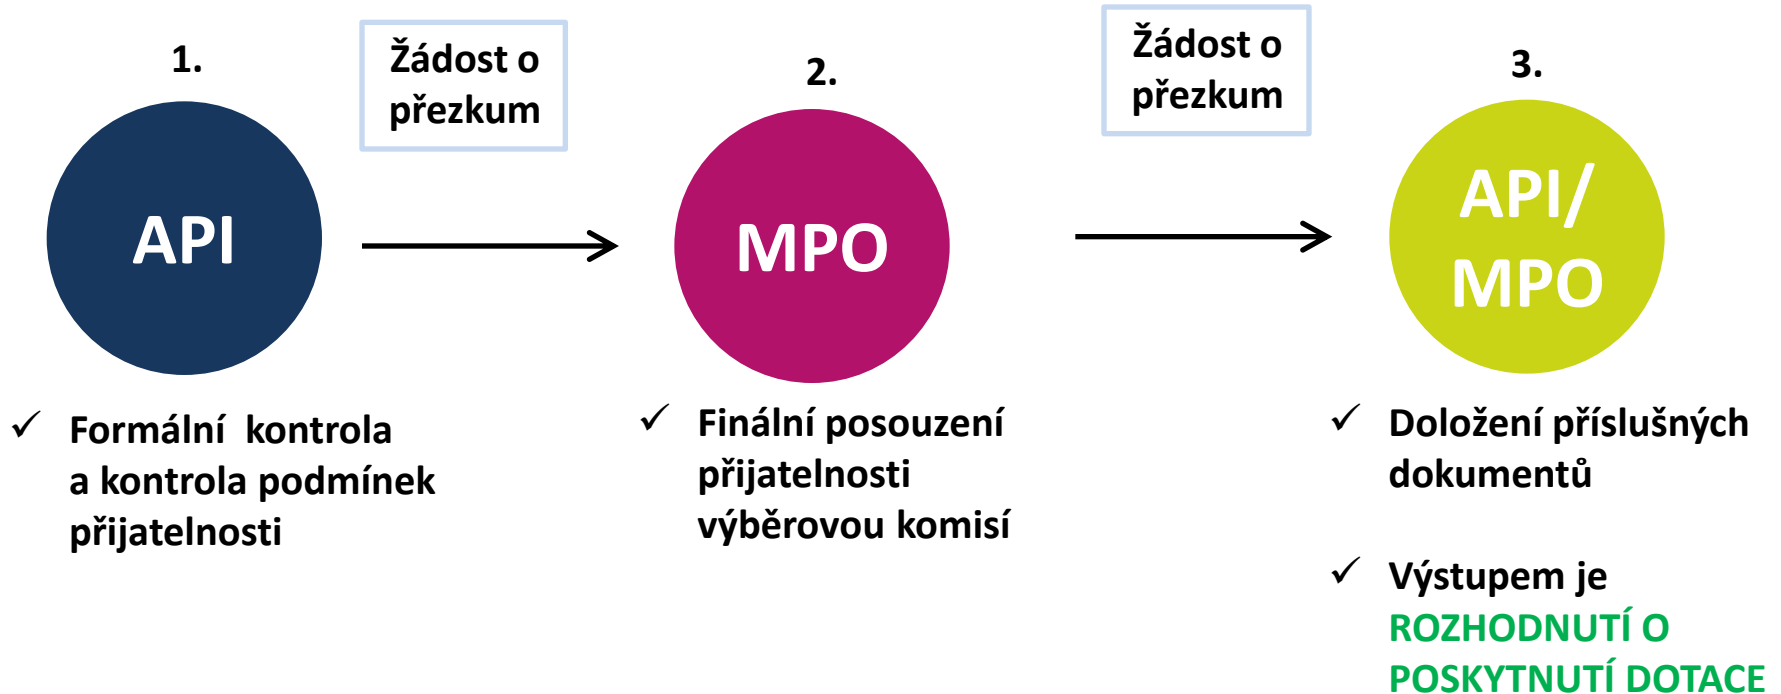 1.
API
✓ Formální kontrola
a kontrola podmínek
přijatelnosti
Žádost o
přezkum
2.
MPO
✓ Finální posouzení
přijatelnosti
výběrovou komisí
Žádost o
přezkum
3.
API/
MPO
✓ Doložení příslušných
dokumentů
✓ Výstupem je
ROZHODNUTÍ O
POSKYTNUTÍ DOTACE